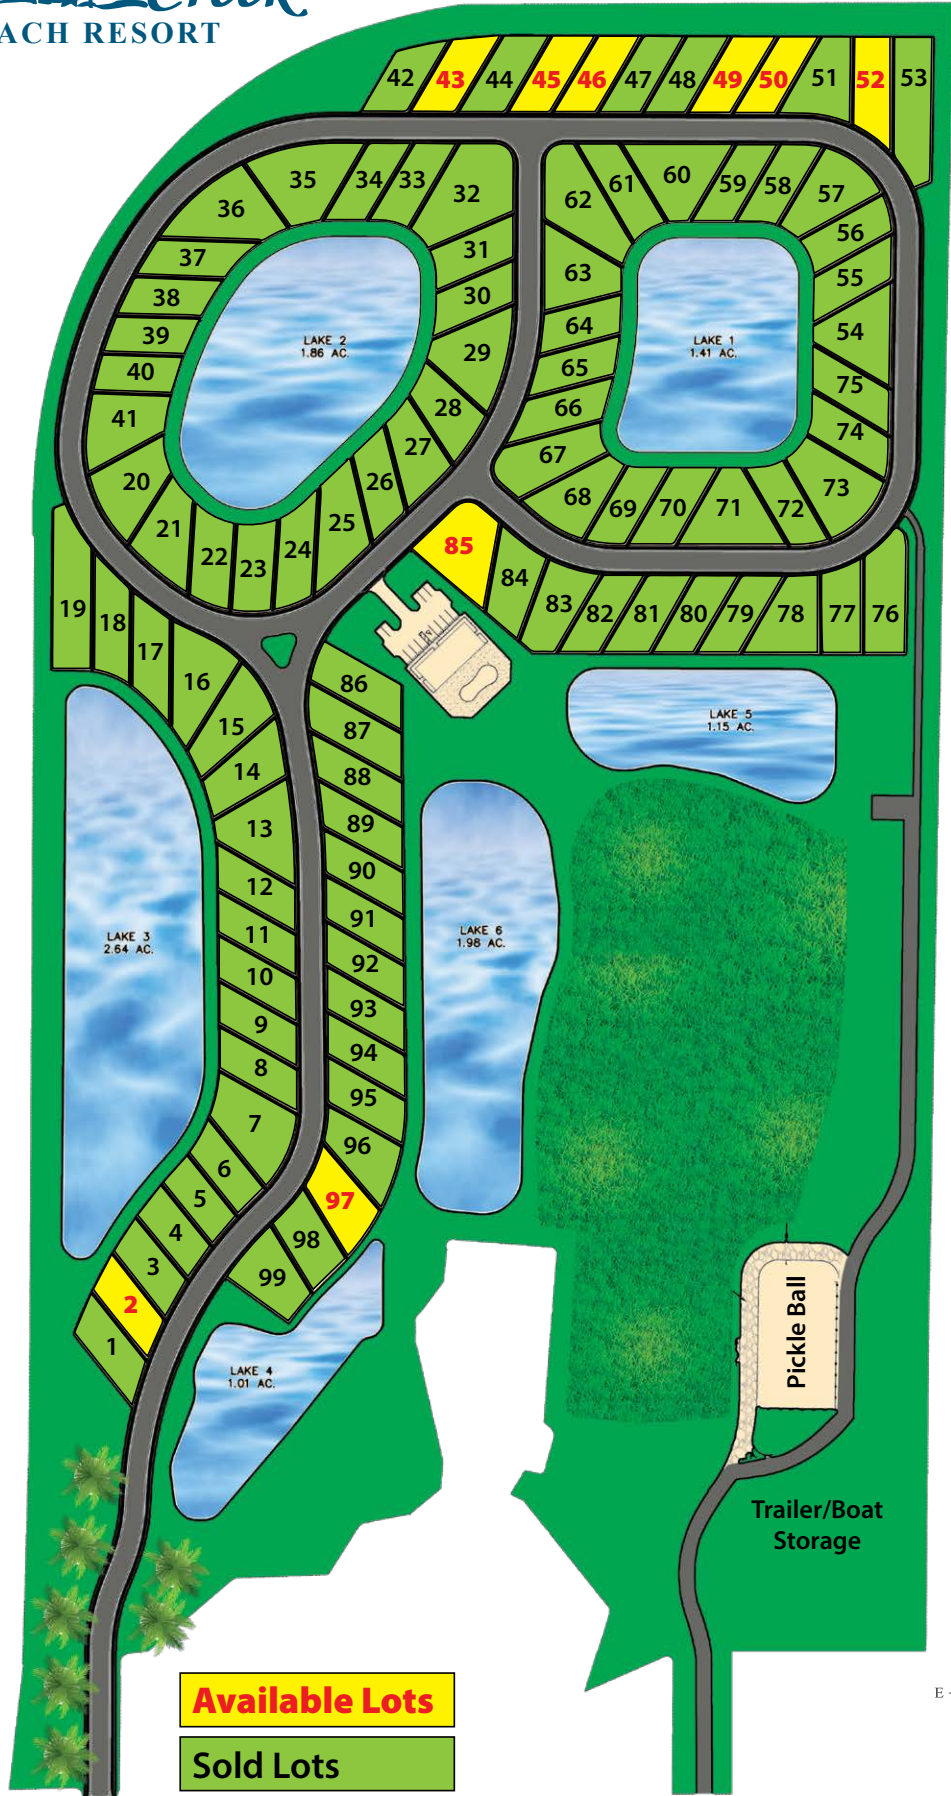 Creek
ACH RESORT
42 43 44 45 46 47 48 49 50 51 52 53
35 34 33 32 62 61 60 59 58 57
36 56
37 31 63 55
38 30 64 54
39 LAKE 2 29 65 LAKE 1 75
1.86 AC. 1.41 AC.
40 28 66 74
41 27 67 73
20 26 68 69 70 71 72
21 22 23 24 25 85 84
19 18 17 83 82 81 80 79 78 77 76
16 86
15 87 LAKE 5
1.15 AC.
14 88
13 89
12 90
11 91
LAKE 3 LAKE 6
2.64 AC. 1.98 AC.
10 92
9 93
8 94
7 95
6 96
5 97
4 98
3 99
2
1
LAKE 4
1.01 AC.
Pickle Ball
Trailer/Boat
Storage
E
Available Lots
Sold Lots